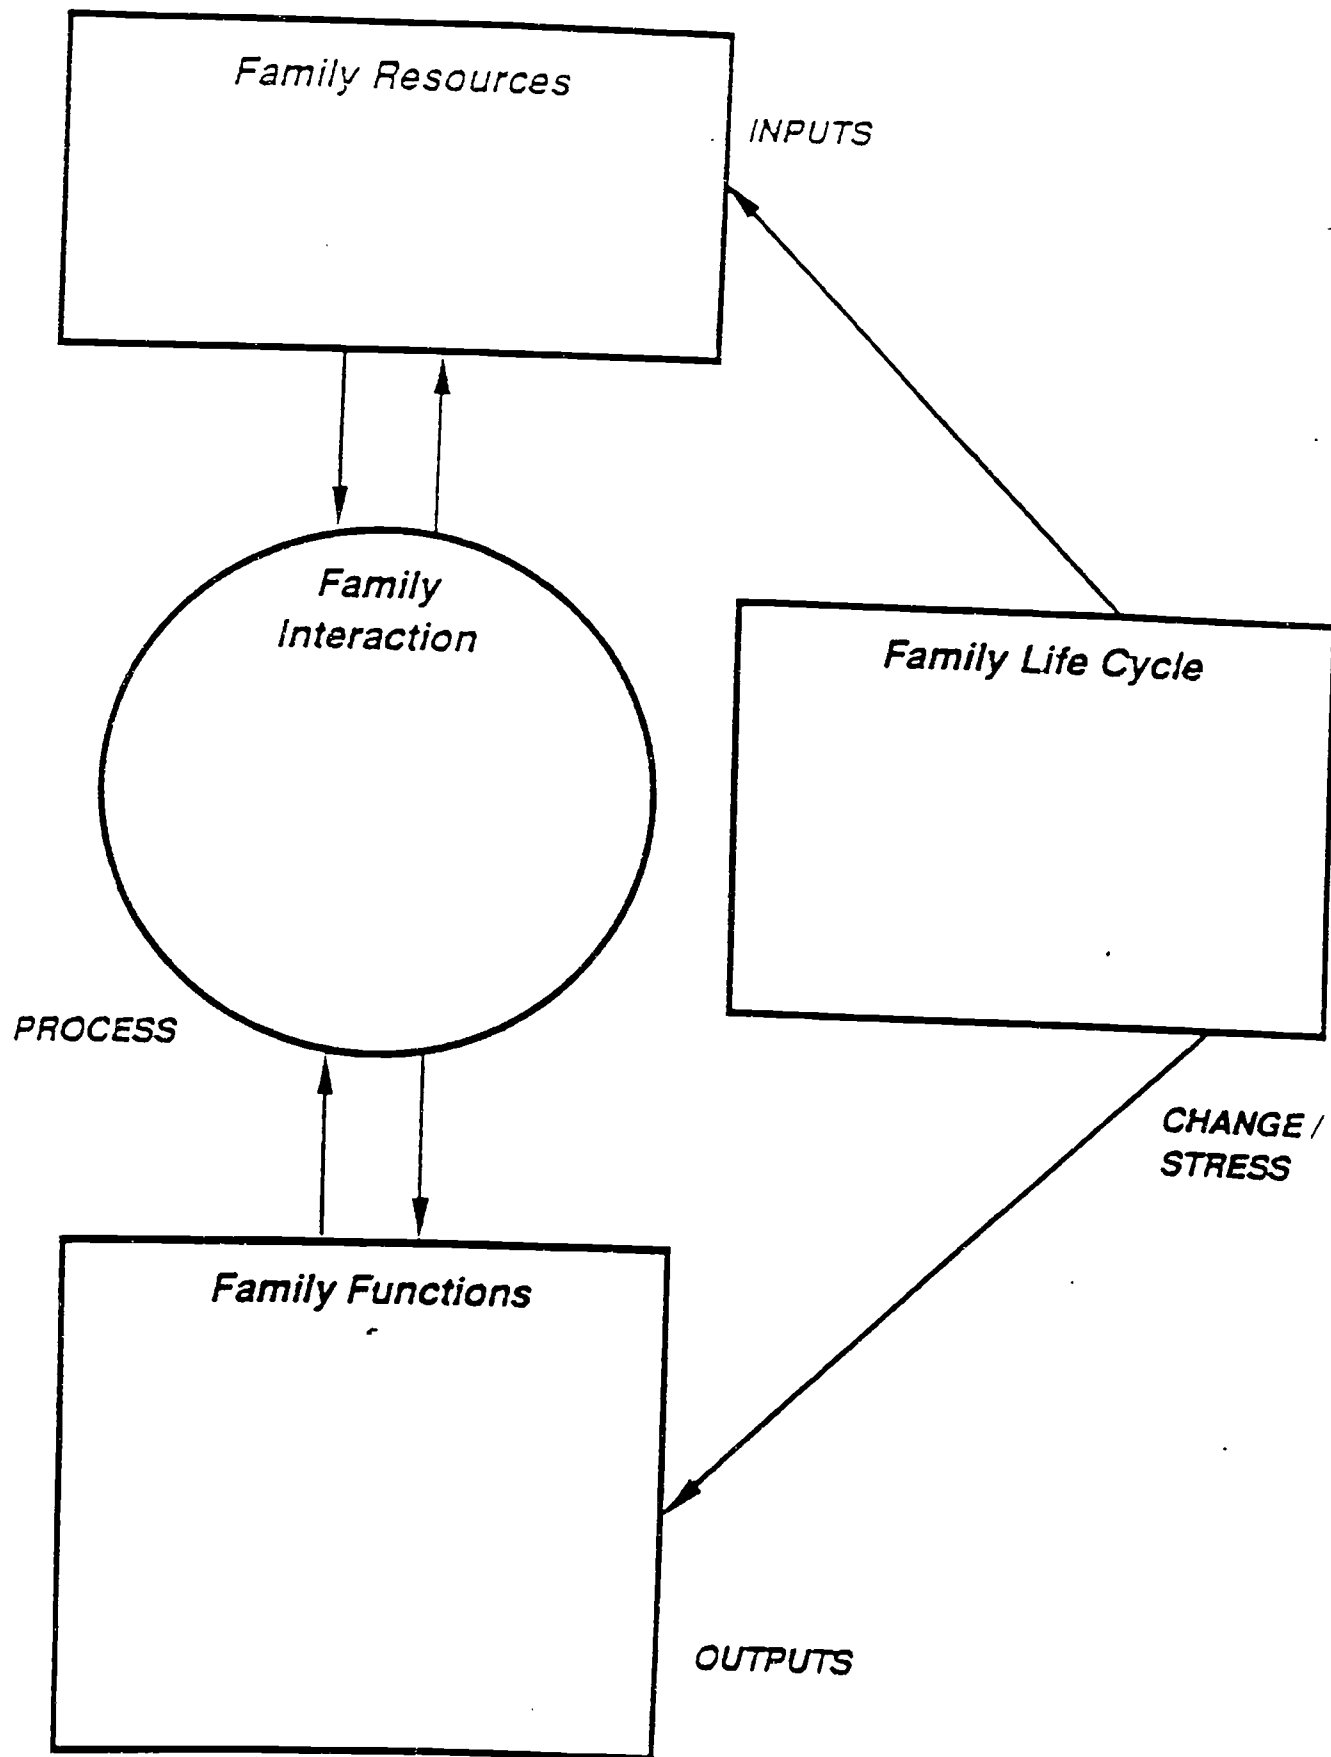 Family Resources
INPUTS
Family
Interaction
Family Life Cycle
PROCESS
CHANGE /
STRESS
Family Functions
OUTPUTS